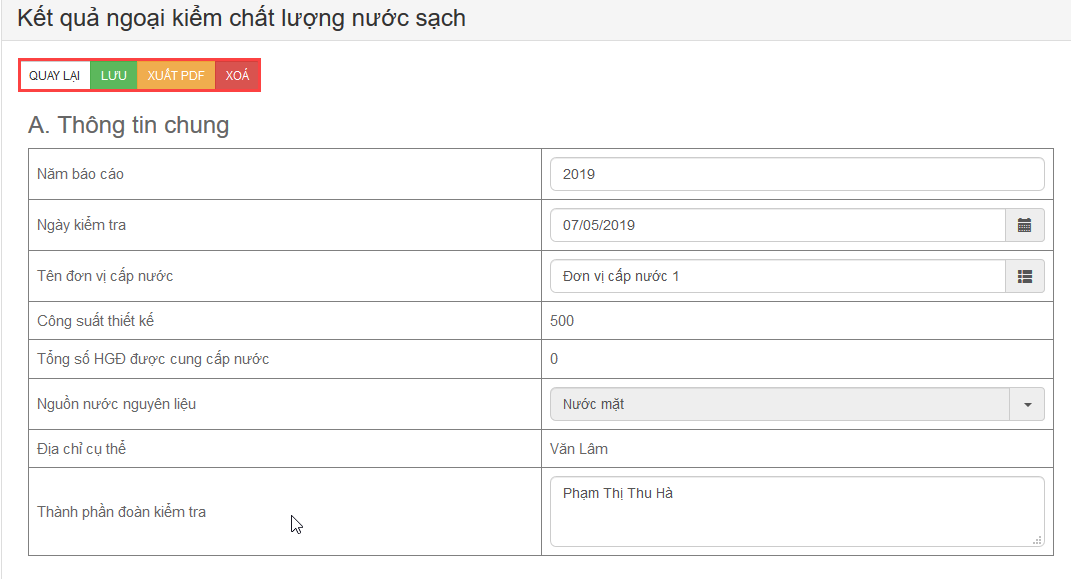 Kết quả ngoại kiểm chất lượng nước sạch
QUAY LẠI LƯU XUẤT PDF XOÁ
A. Thông tin chung
Năm báo cáo 2019
Ngày kiểm tra 07/05/2019
Tên đơn vị cấp nước Đơn vị cấp nước 1
Công suất thiết kế 500
Tổng số HGĐ được cung cấp nước 0
Nguồn nước nguyên liệu Nước mặt
Địa chỉ cụ thể Văn Lâm
Thành phần đoàn kiểm tra Phạm Thị Thu Hà